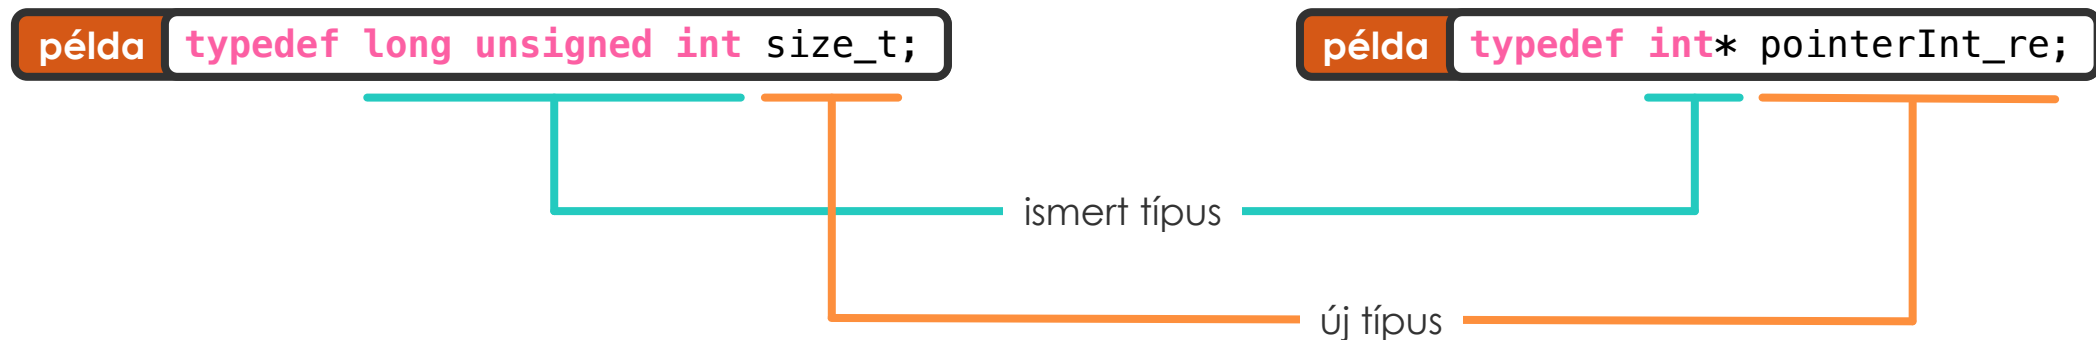 példa typedef long unsigned int size_t;
példa typedef int* pointerInt_re;
ismert típus
új típus